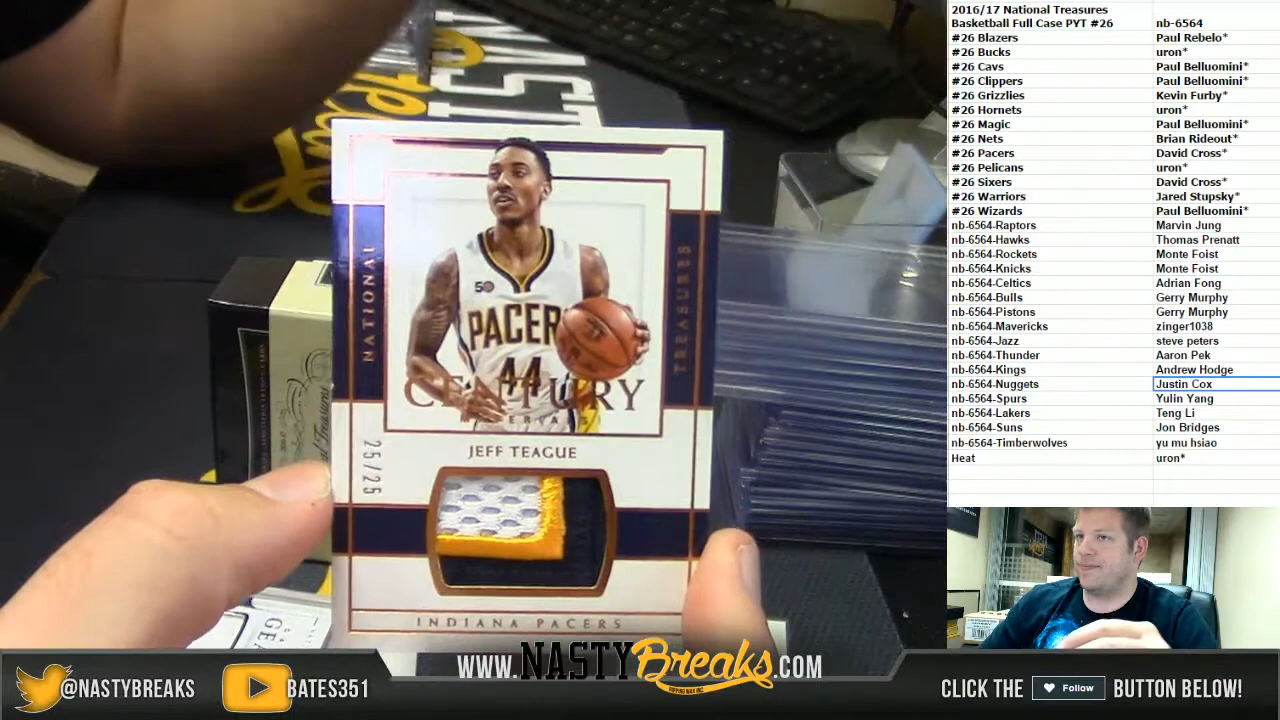 2016/17 National Treasures
Basketball Full Case PYT #26 nb-6564
#26 Blazers Paul Rebelo*
#26 Bucks uron*
#26 Cavs Paul Belluomini*
#26 Clippers Paul Belluomini*
#26 Grizzlies Kevin Furby*
#26 Hornets uron*
#26 Magic Paul Belluomini*
#26 Nets Brian Rideout*
#26 Pacers David Cross*
#26 Pelicans uron*
#26 Sixers David Cross*
#26 Warriors Jared Stupsky*
#26 Wizards Paul Belluomini*
nb-6564-Raptors Marvin Jung
nb-6564-Hawks Thomas Prenatt
nb-6564-Rockets Monte Foist
nb-6564-Knicks Monte Foist
nb-6564-Celtics Adrian Fong
nb-6564-Bulls Gerry Murphy
nb-6564-Pistons Gerry Murphy
nb-6564-Mavericks zinger1038
nb-6564-Jazz steve peters
nb-6564-Thunder Aaron Pek
nb-6564-Kings Andrew Hodge
nb-6564-Nuggets Justin Cox
nb-6564-Spurs Yulin Yang
nb-6564-Lakers Teng Li
nb-6564-Suns Jon Bridges
nb-6564-Timberwolves yu mu hsiao
Heat uron*
NATIONAL
TREASURES
50
PACERS
44
CENTURY
MATERIALS
JEFF TEAGUE
25/25
INDIANA PACERS
@NASTYBREAKS
BATES351
WWW.NASTYBreaks.COM
CLICK THE Follow BUTTON BELOW!